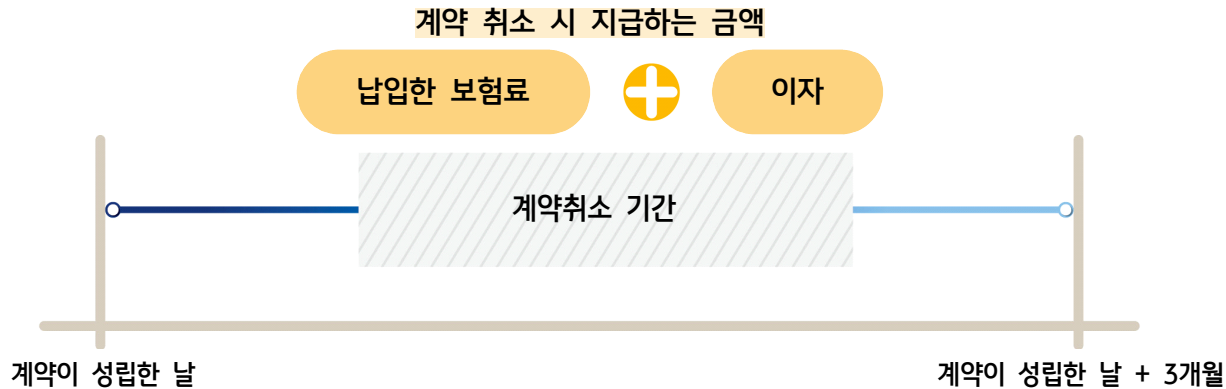 계약 취소 시 지급하는 금액
납입한 보험료
이자
계약취소 기간
계약이 성립한 날
계약이 성립한 날 + 3개월